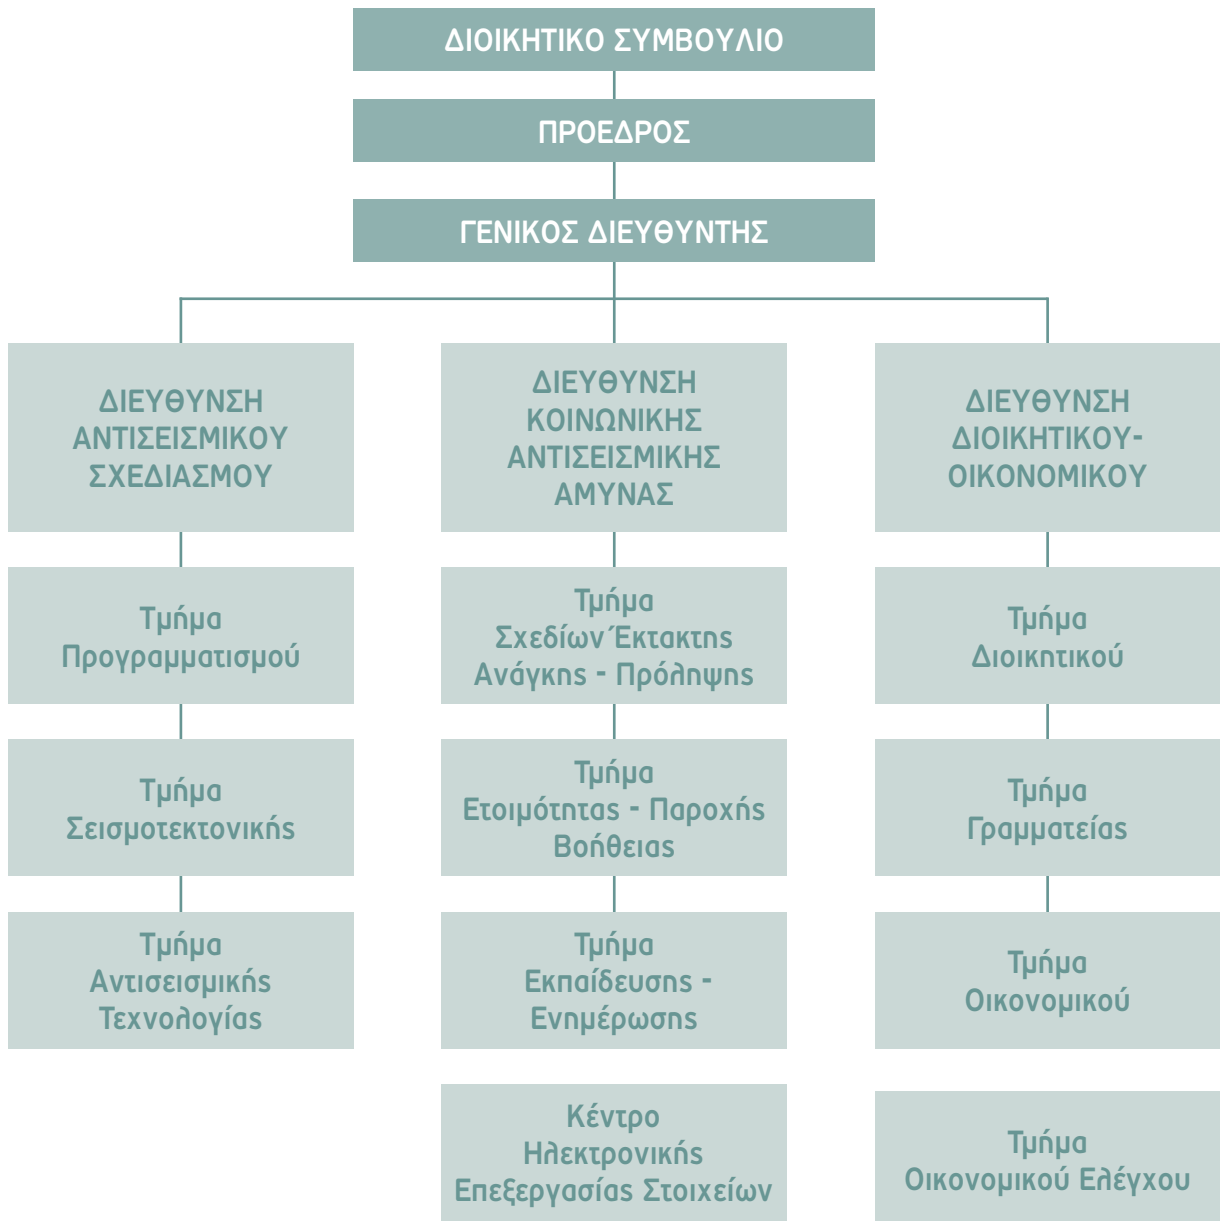 ΔΙΟΙΚΗΤΙΚΟ ΣΥΜΒΟΥΛΙΟ
ΠΡΟΕΔΡΟΣ
ΓΕΝΙΚΟΣ ΔΙΕΥΘΥΝΤΗΣ
ΔΙΕΥΘΥΝΣΗ
ΑΝΤΙΣΕΙΣΜΙΚΟΥ
ΣΧΕΔΙΑΣΜΟΥ
Τμήμα
Προγραμματισμού
Τμήμα
Σεισμοτεκτονικής
Τμήμα
Αντισεισμικής
Τεχνολογίας
ΔΙΕΥΘΥΝΣΗ
ΚΟΙΝΩΝΙΚΗΣ
ΑΝΤΙΣΕΙΣΜΙΚΗΣ
ΑΜΥΝΑΣ
Τμήμα
Σχεδίων Έκτακτης
Ανάγκης - Πρόληψης
Τμήμα
Ετοιμότητας - Παροχής
Βοήθειας
Τμήμα
Εκπαίδευσης -
Ενημέρωσης
Κέντρο
Ηλεκτρονικής
Επεξεργασίας Στοιχείων
ΔΙΕΥΘΥΝΣΗ
ΔΙΟΙΚΗΤΙΚΟΥ-
ΟΙΚΟΝΟΜΙΚΟΥ
Τμήμα
Διοικητικού
Τμήμα
Γραμματείας
Τμήμα
Οικονομικού
Τμήμα
Οικονομικού Ελέγχου